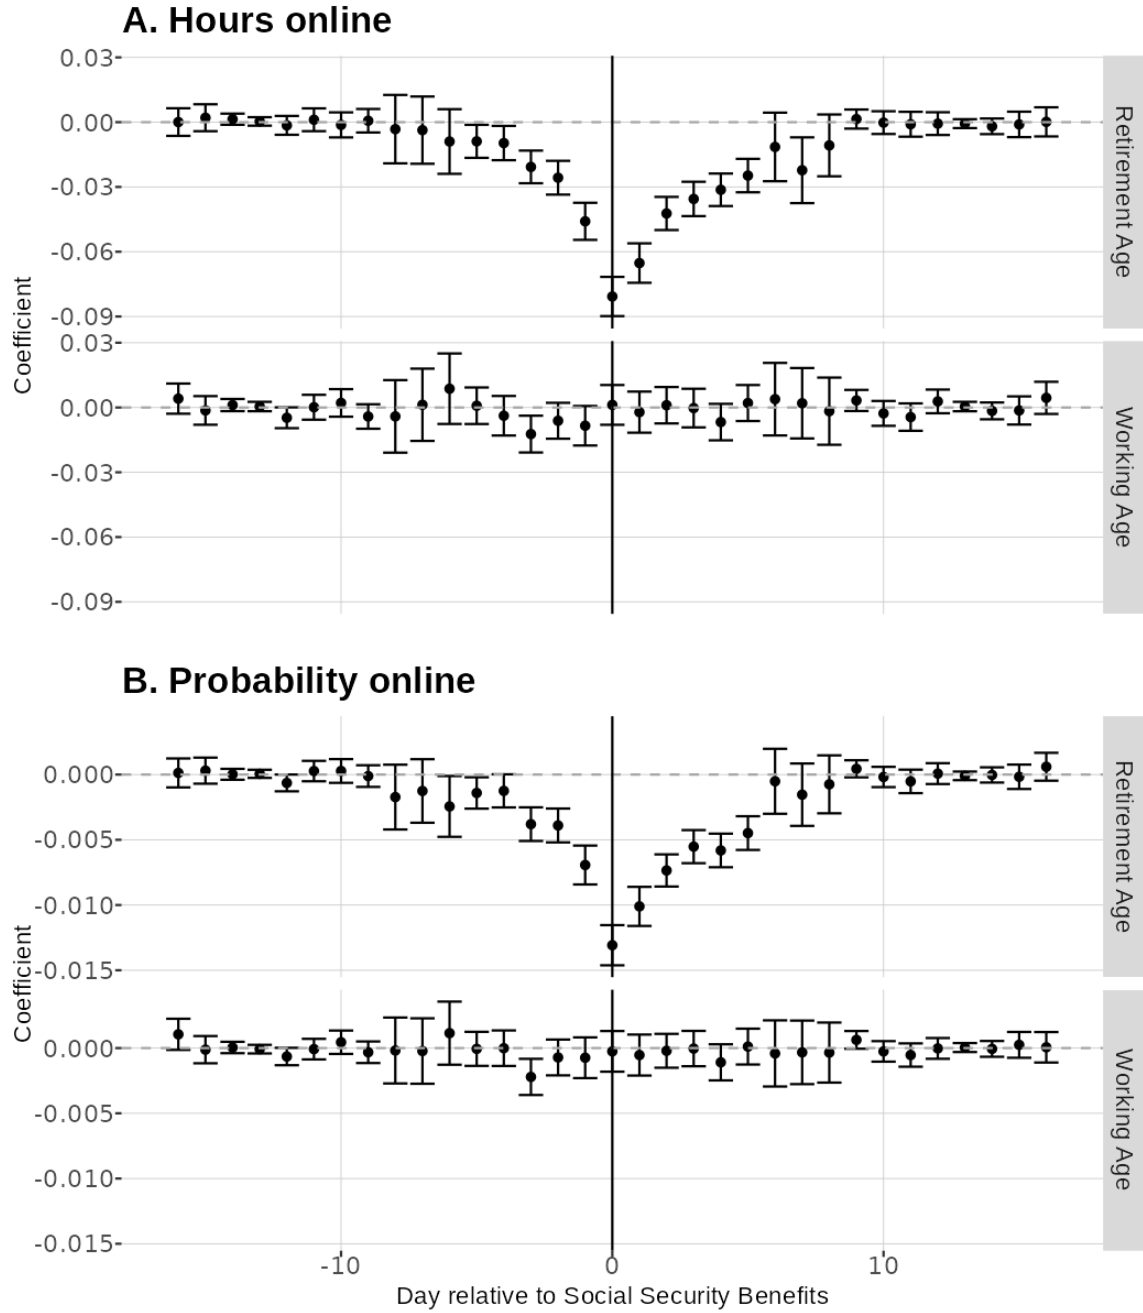 A. Hours online
0.03
0.00
-0.03
-0.06
-0.09
Retirement Age
0.03
0.00
-0.03
-0.06
-0.09
Working Age
Coefficient
B. Probability online
0.000
-0.005
-0.010
-0.015
Retirement Age
0.000
-0.005
-0.010
-0.015
Working Age
Coefficient
-10
0
10
Day relative to Social Security Benefits